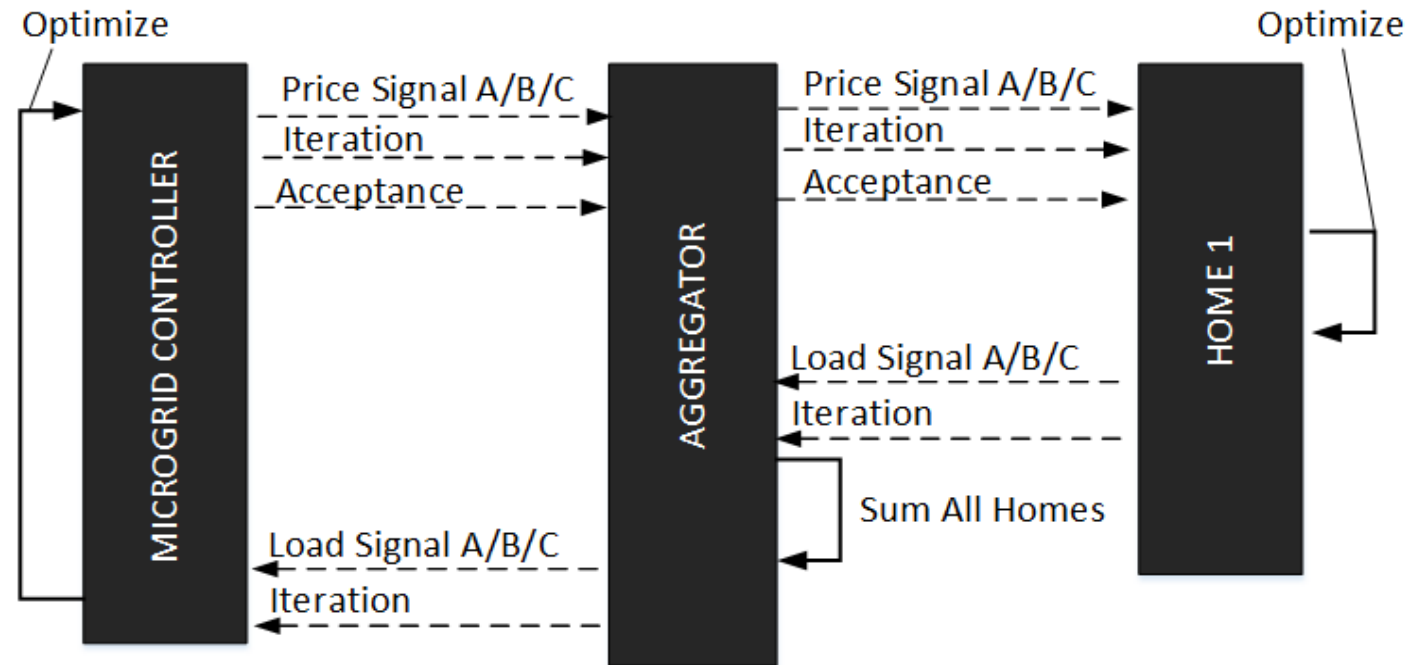 Optimize
Optimize
MICROGRID CONTROLLER
Price Signal A/B/C
Iteration
Acceptance
AGGREGATOR
Price Signal A/B/C
Iteration
Acceptance
HOME 1
Load Signal A/B/C
Iteration
Sum All Homes
Load Signal A/B/C
Iteration